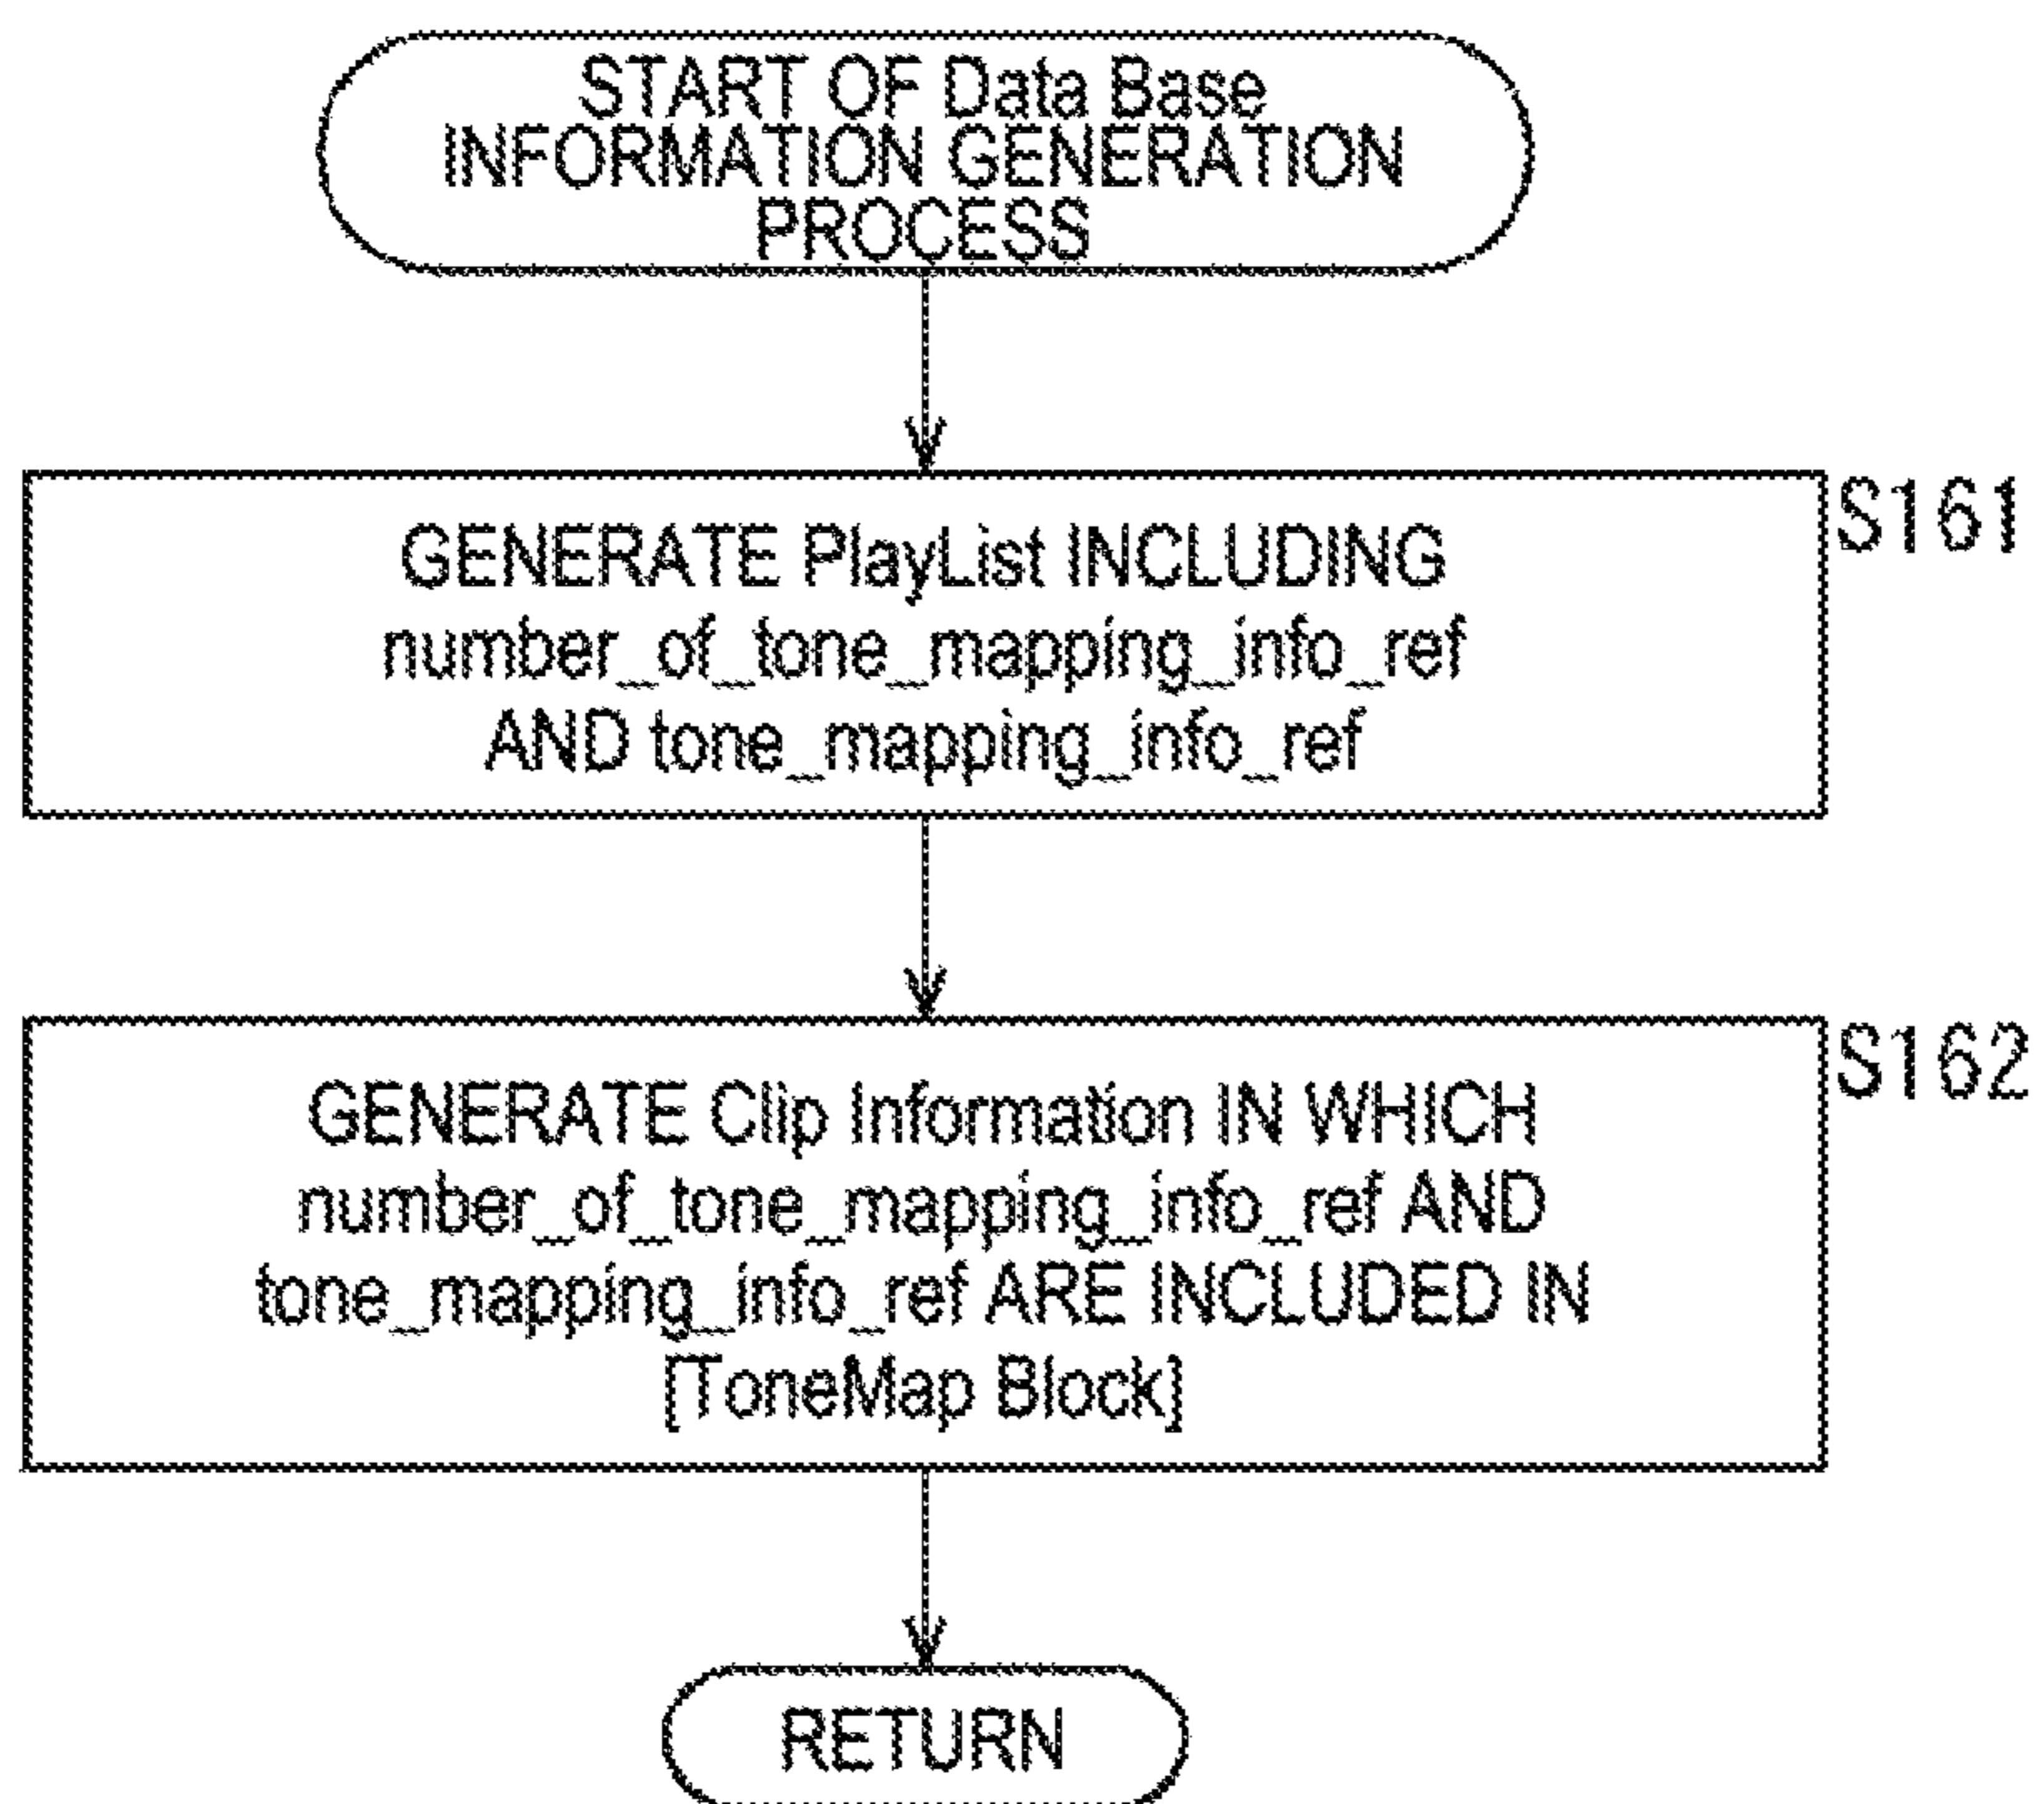 START OF Data Base
INFORMATION GENERATION
PROCESS
S161
GENERATE PlayList INCLUDING
number_of_tone_mapping_info_ref
AND tone_mapping_info_ref
S162
GENERATE Clip Information IN WHICH
number_of_tone_mapping_info_ref AND
tone_mapping_info_ref ARE INCLUDED IN
[ToneMap Block]
RETURN